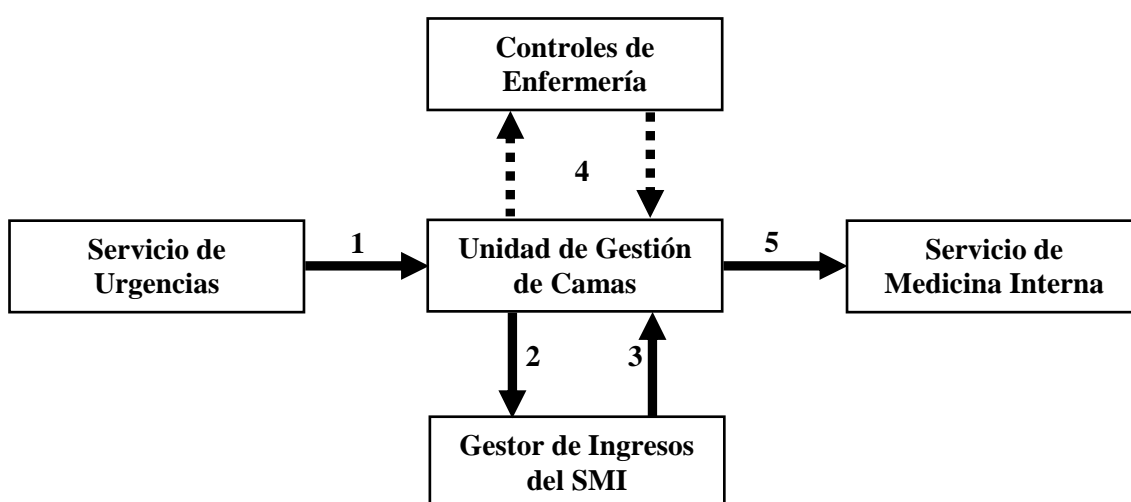 Controles de
Enfermería
4
Servicio de
Urgencias
1
Unidad de Gestión
de Camas
5
Servicio de
Medicina Interna
2
3
Gestor de Ingresos
del SMI